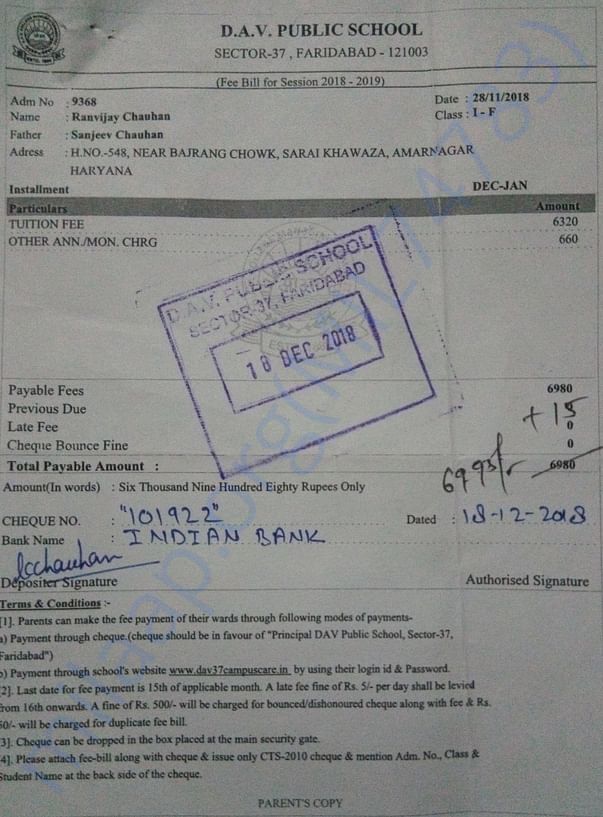 D.A.V. PUBLIC SCHOOL
SECTOR-37 , FARIDABAD - 121003
(Fee Bill for Session 2018 - 2019)
Adm No : 9368 Date : 28/11/2018
Name : Ranvijay Chauhan Class : I - F
Father : Sanjeev Chauhan
Adress : H.NO.-548, NEAR BAJRANG CHOWK, SARAI KHAWAZA, AMARNAGAR
HARYANA
Installment DEC-JAN
Particulars Amount
TUITION FEE 6320
OTHER ANN./MON. CHRG 660
D.A.V. PUBLIC SCHOOL
SECTOR-37, FARIDABAD
18 DEC 2018
Payable Fees 6980
Previous Due + 15
Late Fee 0
Cheque Bounce Fine 0
Total Payable Amount : 6995/- 6980
Amount(In words) : Six Thousand Nine Hundred Eighty Rupees Only
CHEQUE NO. : "101922" Dated : 18-12-2018
Bank Name : INDIAN BANK
Depositer Signature Authorised Signature
Terms & Conditions :-
[1]. Parents can make the fee payment of their wards through following modes of payments-
a) Payment through cheque.(cheque should be in favour of "Principal DAV Public School, Sector-37,
Faridabad")
b) Payment through school's website www.dav37campuscare.in by using their login id & Password.
[2]. Last date for fee payment is 15th of applicable month. A late fee fine of Rs. 5/- per day shall be levied
from 16th onwards. A fine of Rs. 500/- will be charged for bounced/dishonoured cheque along with fee & Rs.
50/- will be charged for duplicate fee bill.
[3]. Cheque can be dropped in the box placed at the main security gate.
[4]. Please attach fee-bill along with cheque & issue only CTS-2010 cheque & mention Adm. No., Class &
Student Name at the back side of the cheque.
PARENT'S COPY